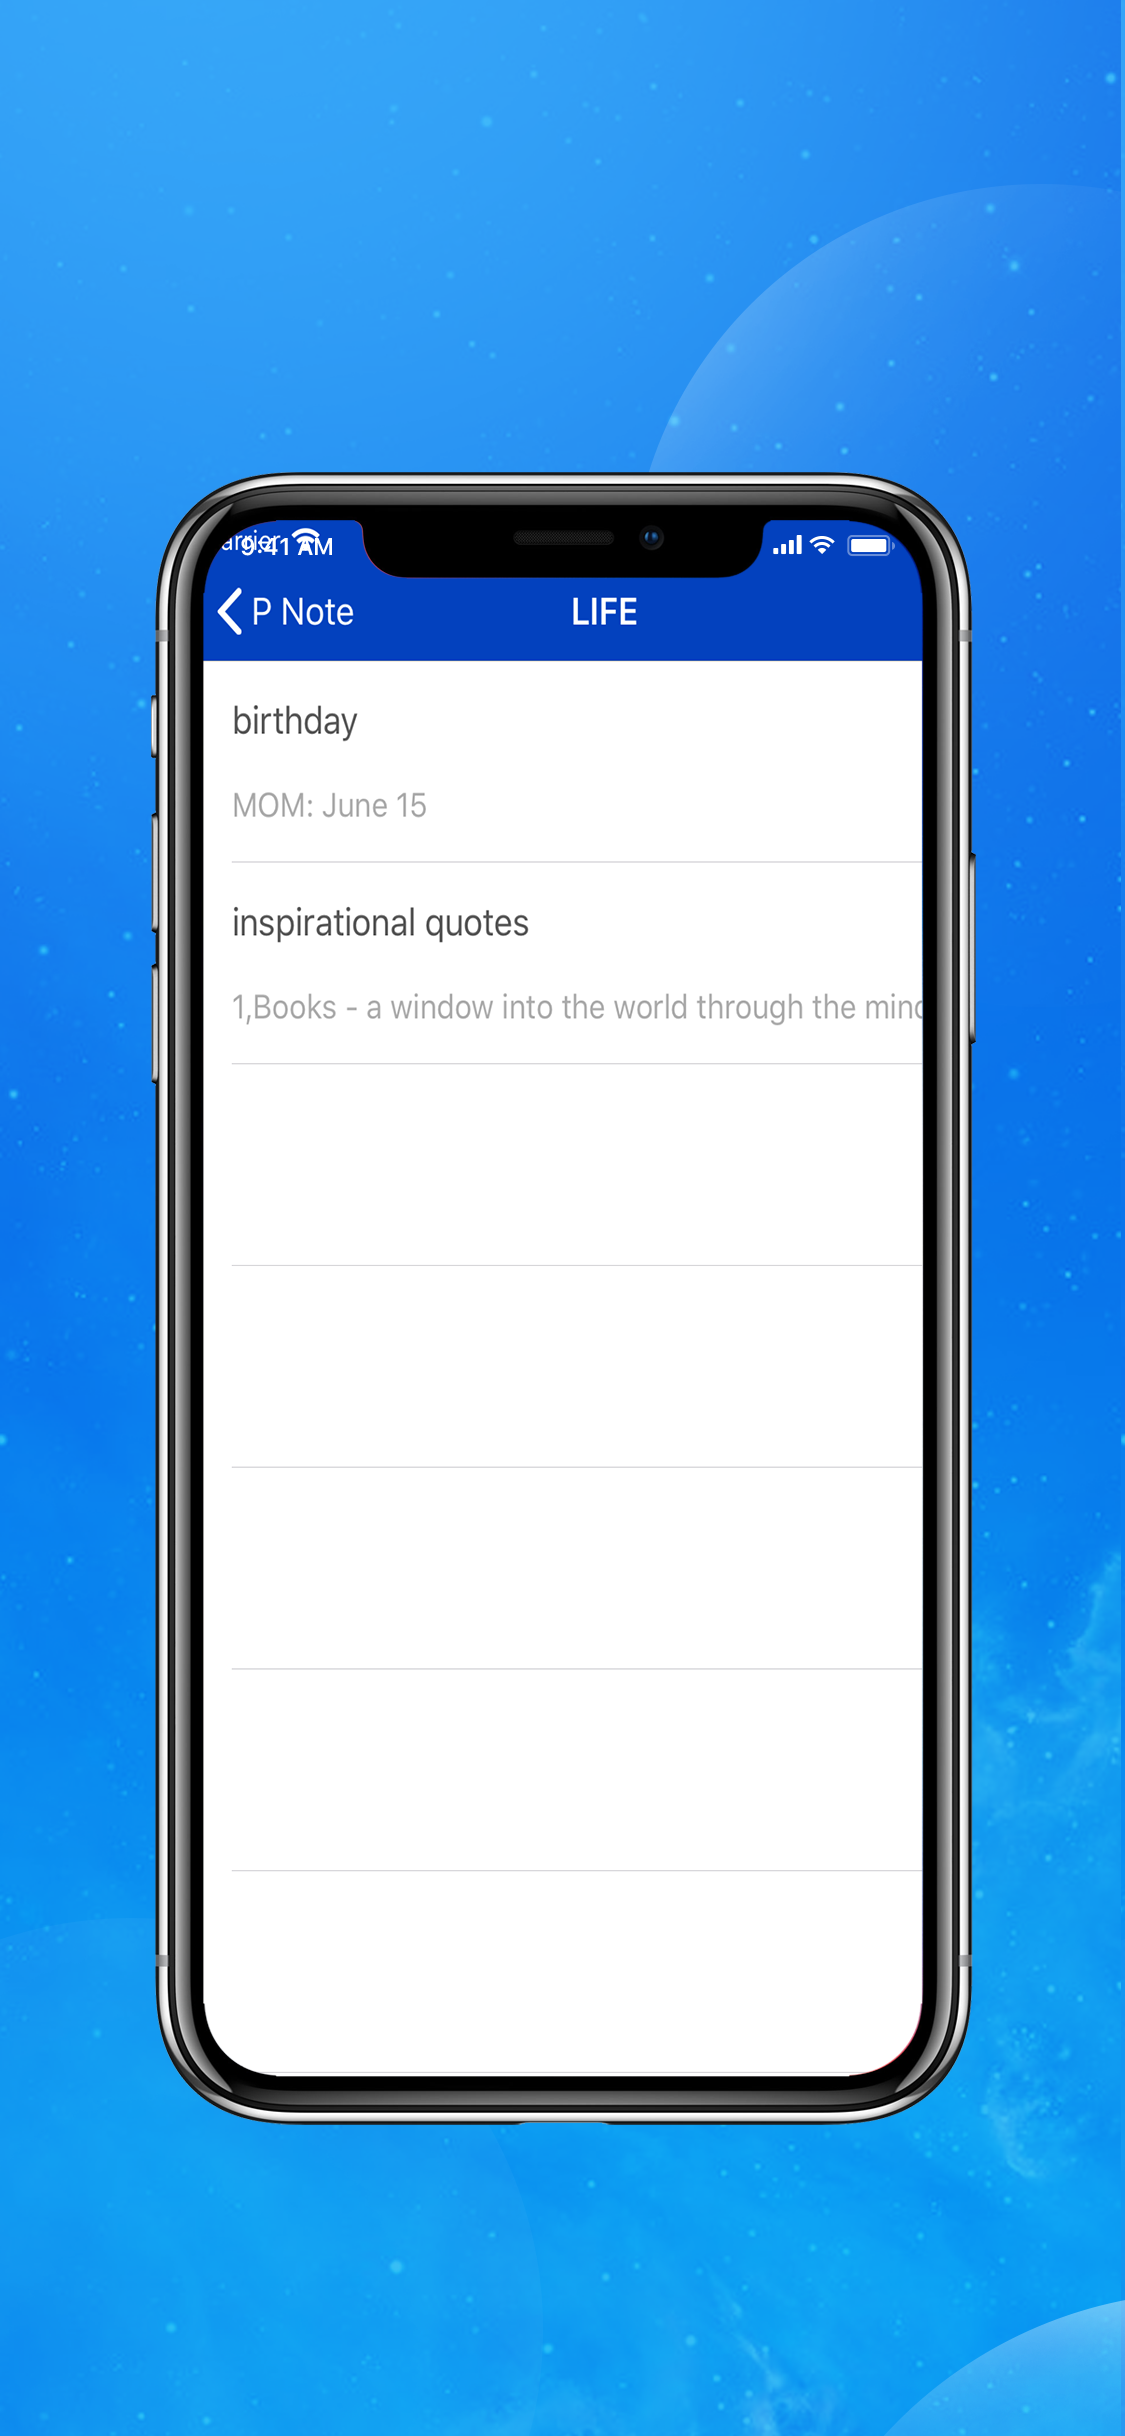 9:41 AM
P Note
LIFE
birthday
MOM: June 15
inspirational quotes
1,Books - a window into the world through the mind